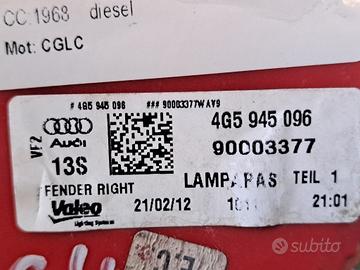 CC:1968 diesel
Mot: CGLC
# 4G5 945 096 ### 90003377WAV9
4G5 945 096
VF2
Audi
13S
90003377
FENDER RIGHT
LAMPARAS TEIL 1
Valeo
21/02/12
21:01
subito